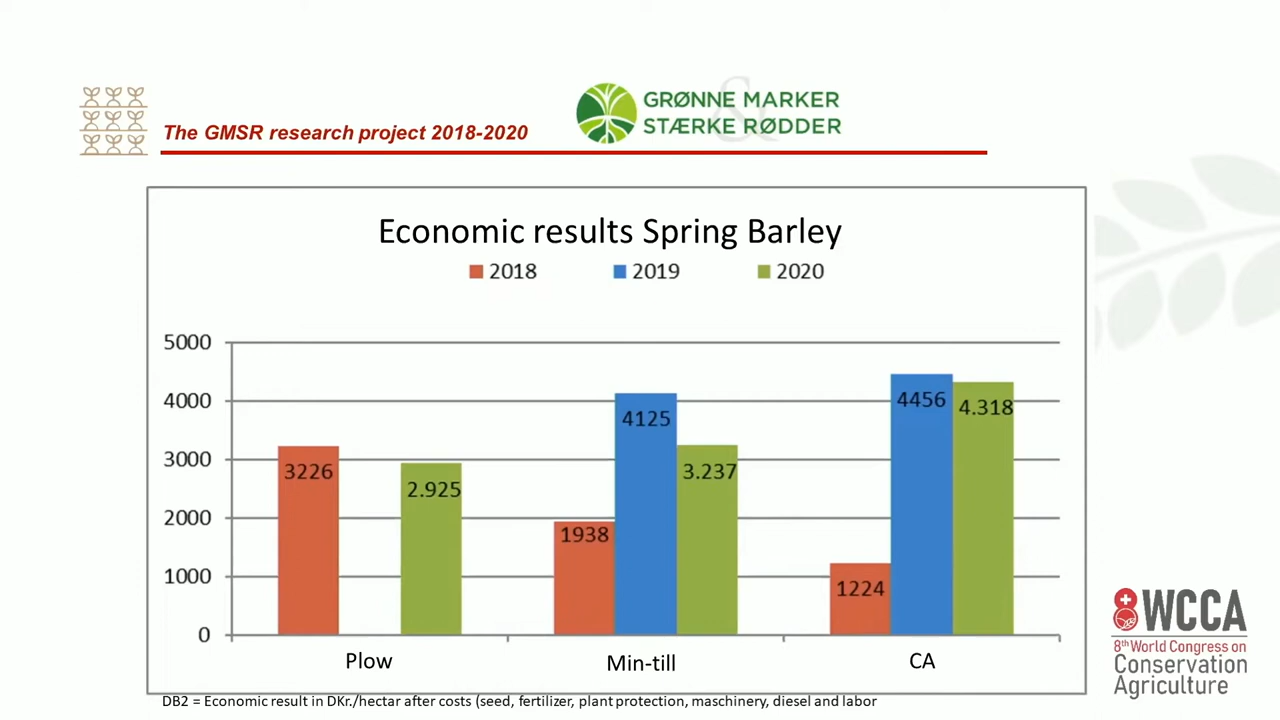 GRØNNE MARKER
&
STÆRKE RØDDER
The GMSR research project 2018-2020
Economic results Spring Barley
2018 2019 2020
5000
4000
3000
2000
1000
0
3226
2.925
1938
4125
3.237
1224
4456
4.318
Plow Min-till CA
DB2 = Economic result in DKr./hectar after costs (seed, fertilizer, plant protection, maschinery, diesel and labor
8 WCCA
8th World Congress on
Conservation
Agriculture